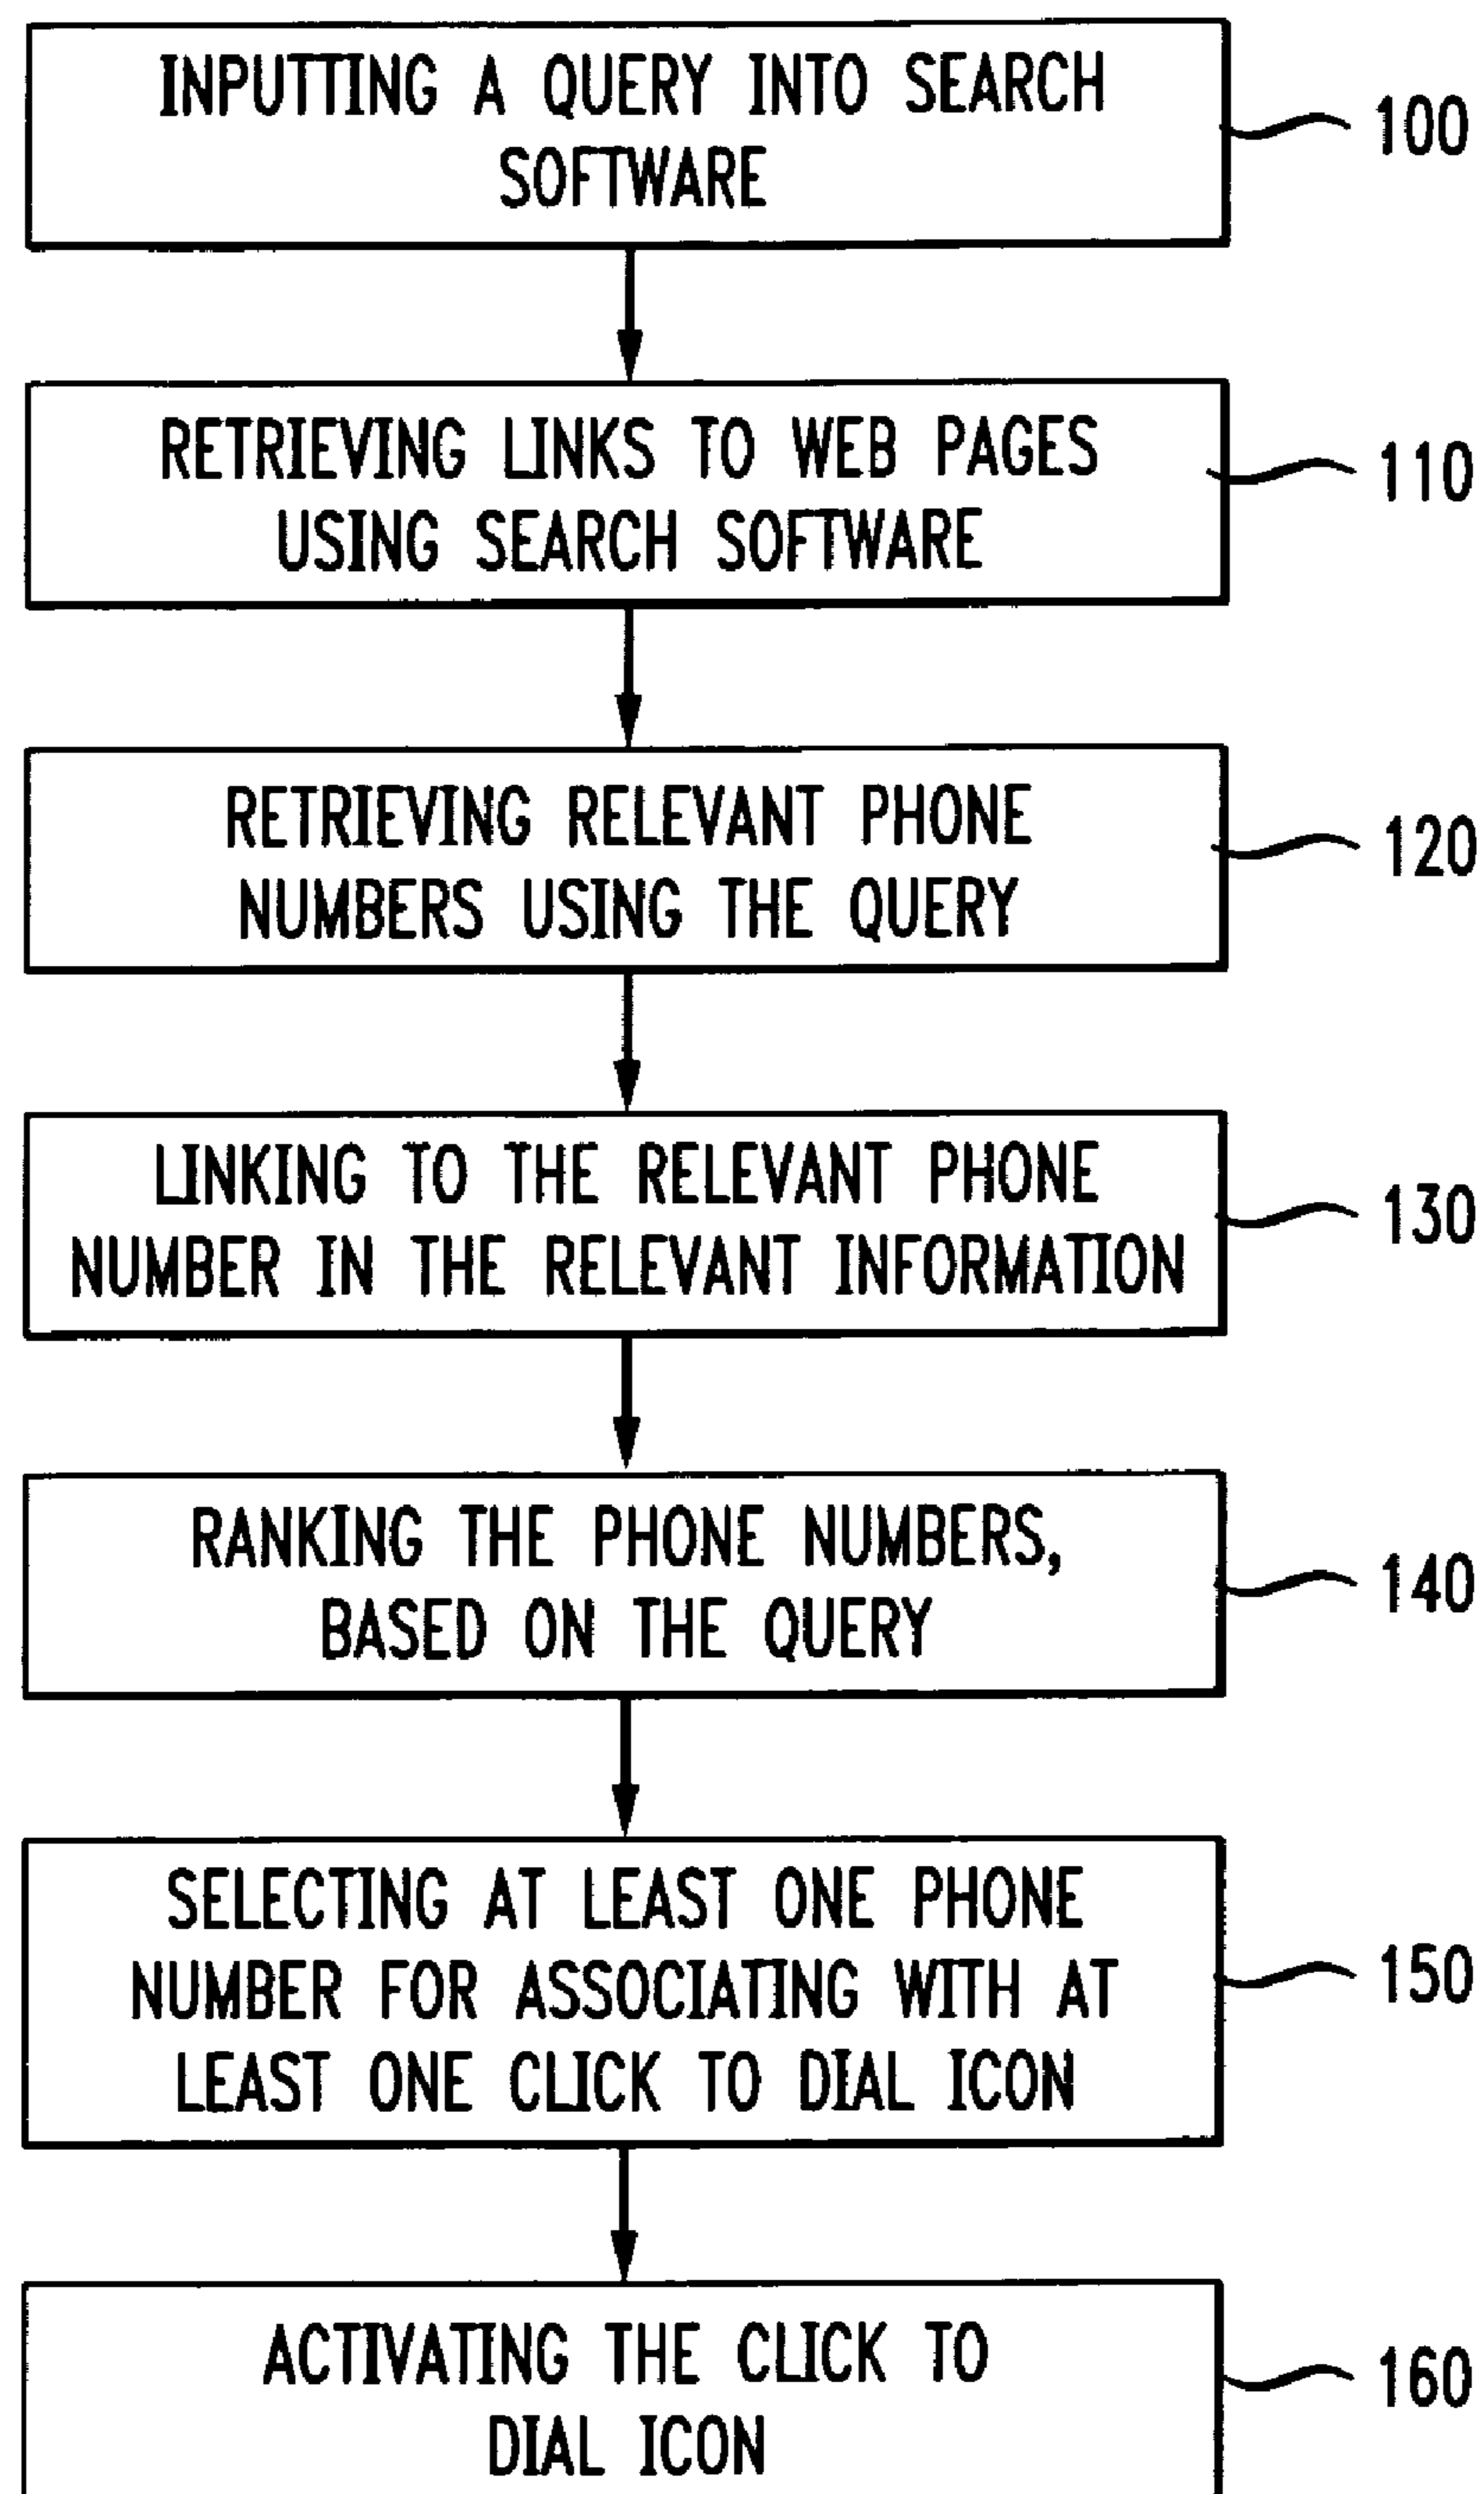 INPUTTING A QUERY INTO SEARCH
SOFTWARE
100
RETRIEVING LINKS TO WEB PAGES
USING SEARCH SOFTWARE
110
RETRIEVING RELEVANT PHONE
NUMBERS USING THE QUERY
120
LINKING TO THE RELEVANT PHONE
NUMBER IN THE RELEVANT INFORMATION
130
RANKING THE PHONE NUMBERS,
BASED ON THE QUERY
140
SELECTING AT LEAST ONE PHONE
NUMBER FOR ASSOCIATING WITH AT
LEAST ONE CLICK TO DIAL ICON
150
ACTIVATING THE CLICK TO
DIAL ICON
160